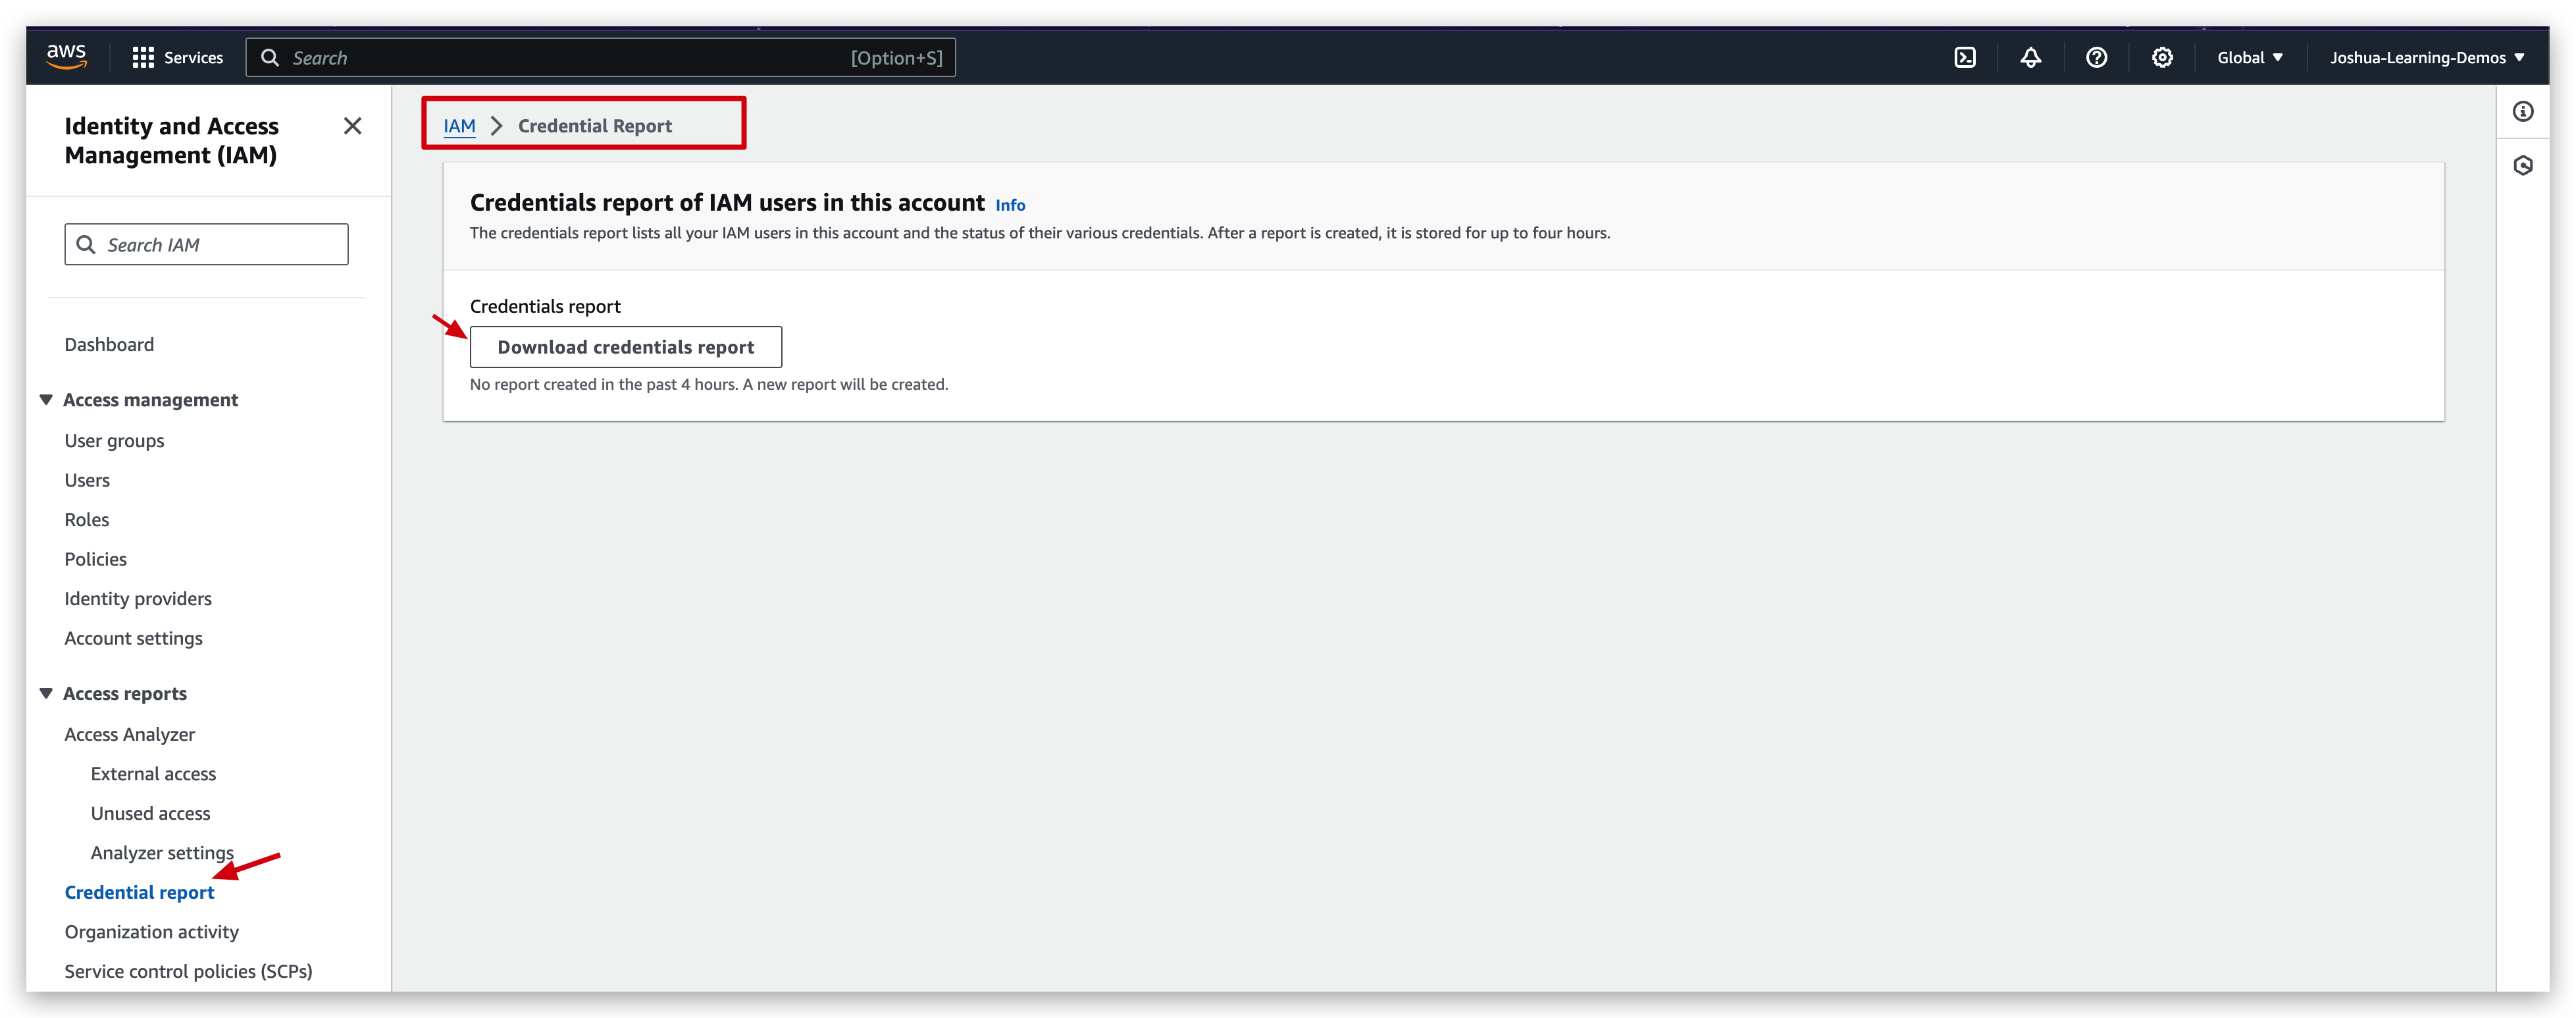 aws
Services
Search
[Option+S]
Global
Joshua-Learning-Demos
Identity and Access
Management (IAM)
Search IAM
Dashboard
Access management
User groups
Users
Roles
Policies
Identity providers
Account settings
Access reports
Access Analyzer
External access
Unused access
Analyzer settings
Credential report
Organization activity
Service control policies (SCPs)
IAM > Credential Report
Credentials report of IAM users in this account Info
The credentials report lists all your IAM users in this account and the status of their various credentials. After a report is created, it is stored for up to four hours.
Credentials report
Download credentials report
No report created in the past 4 hours. A new report will be created.